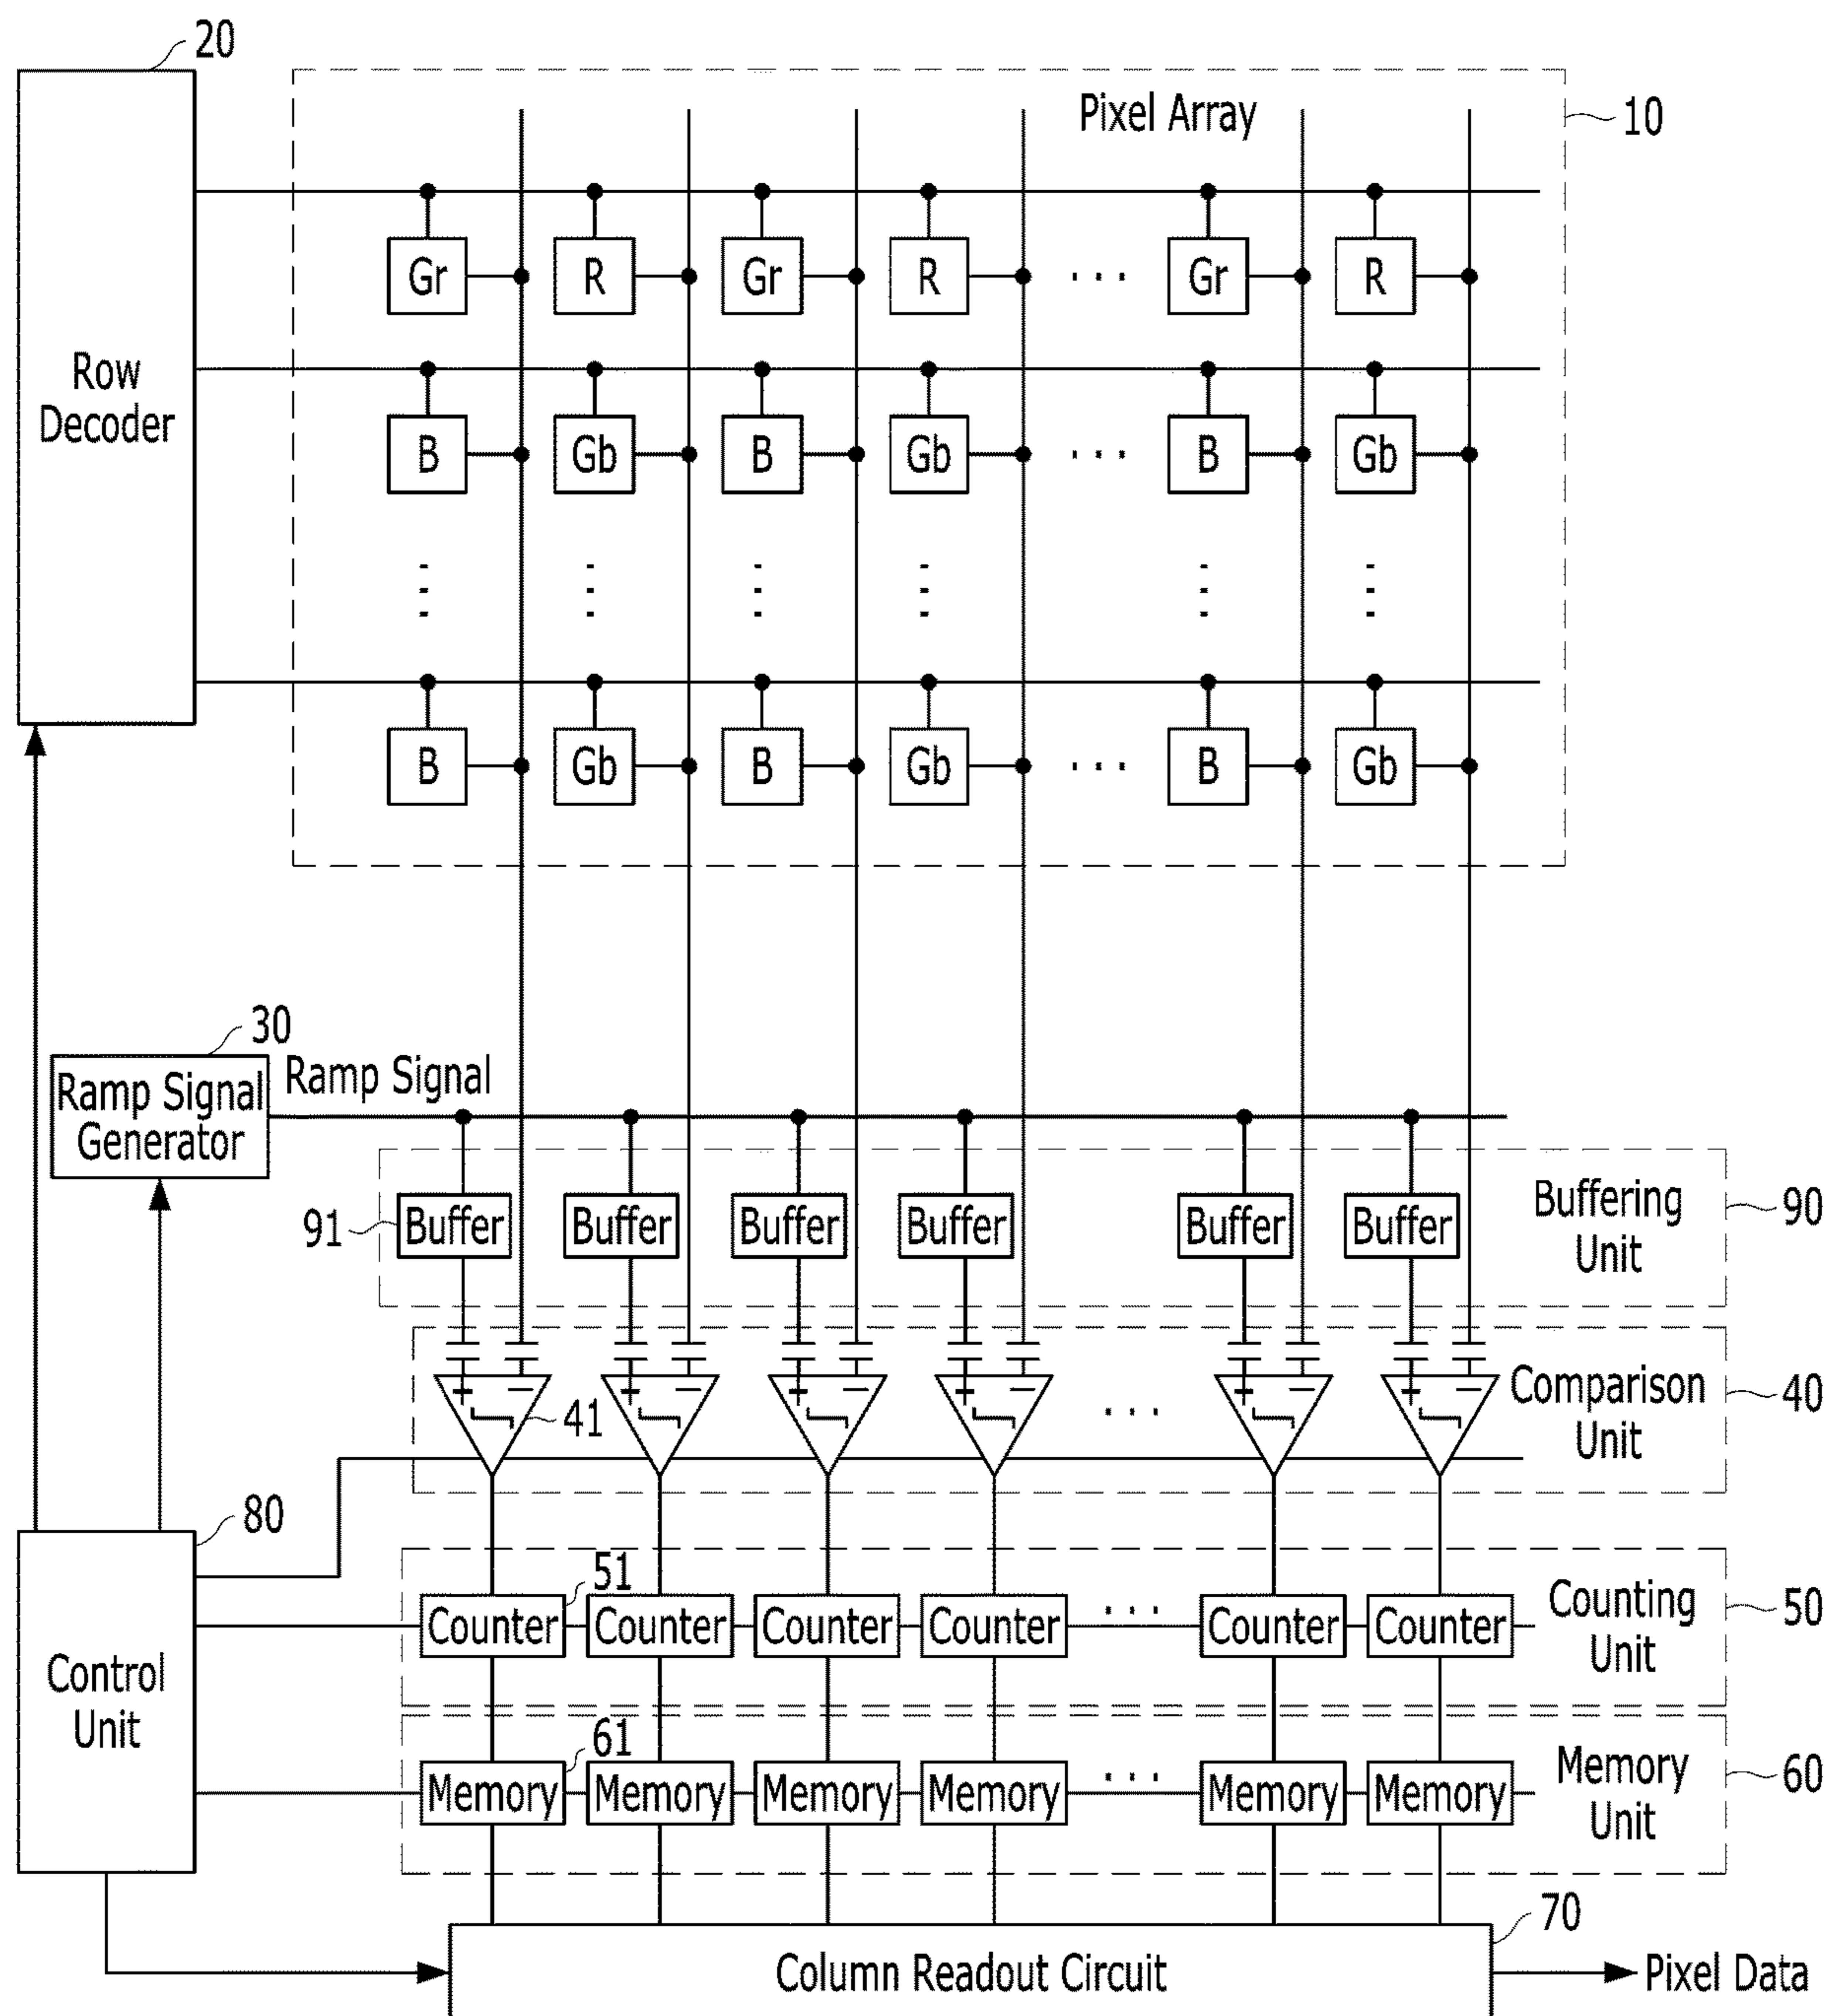 20
Pixel Array
10
Gr R Gr R ... Gr R
Row
Decoder
B Gb B Gb ... B Gb
B Gb B Gb ... B Gb
30
Ramp Signal
Ramp Signal
Generator
91
Buffer Buffer Buffer Buffer Buffer Buffer
Buffering
Unit
90
+ − + − + − + − + − + −
41
...
Comparison
Unit
40
80
Control
Unit
51
Counter Counter Counter Counter ... Counter Counter
Counting
Unit
50
61
Memory Memory Memory Memory ... Memory Memory
Memory
Unit
60
70
Column Readout Circuit
Pixel Data